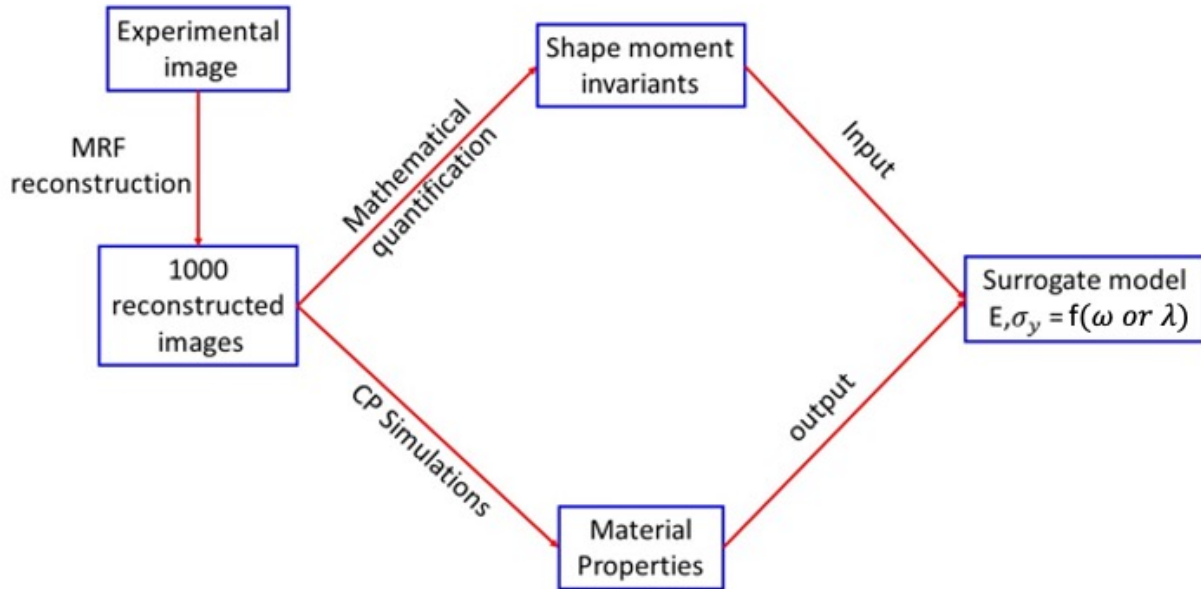 Experimental
image
MRF
reconstruction
1000
reconstructed
images
Mathematical
quantification
Shape moment
invariants
Input
CP Simulations
Material
Properties
output
Surrogate model
E,σ_y = f(ω or λ)